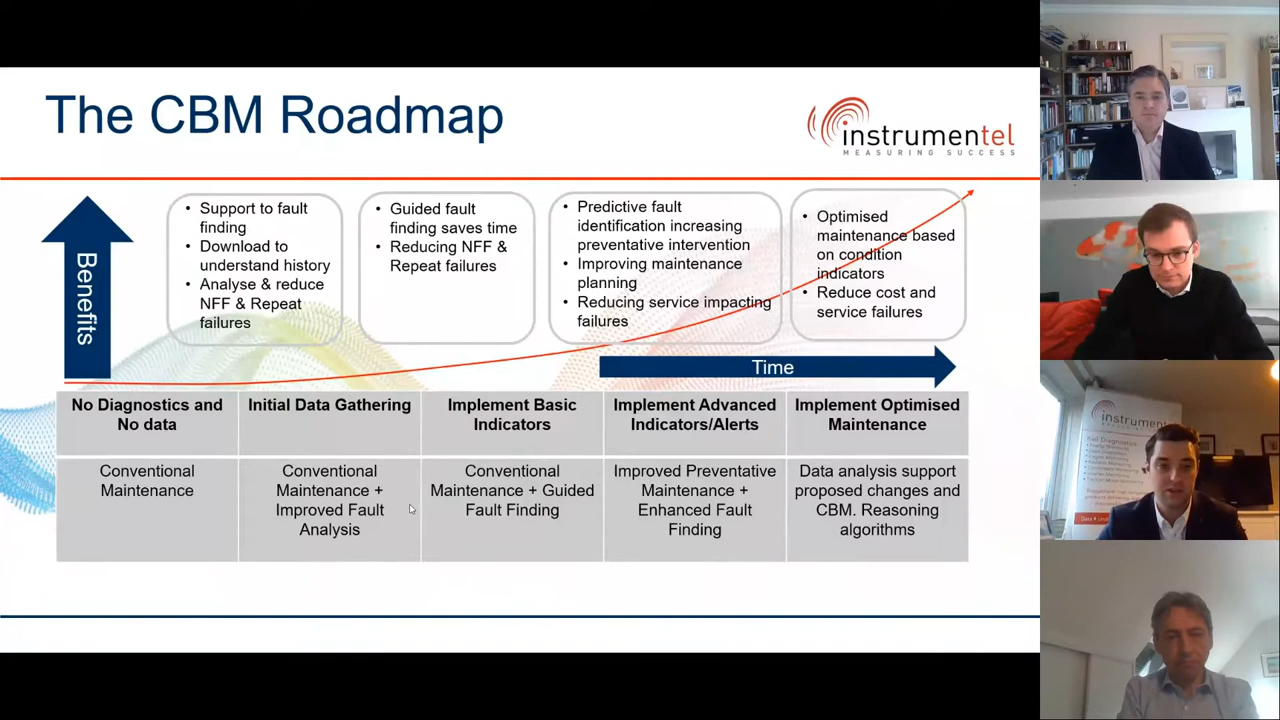 The CBM Roadmap
instrumentel
MEASURING SUCCESS
Benefits
• Support to fault
finding
• Download to
understand history
• Analyse & reduce
NFF & Repeat
failures
• Guided fault
finding saves time
• Reducing NFF &
Repeat failures
• Predictive fault
identification increasing
preventative intervention
• Improving maintenance
planning
• Reducing service impacting
failures
• Optimised
maintenance based
on condition
indicators
• Reduce cost and
service failures
Time
No Diagnostics and
No data
Initial Data Gathering
Implement Basic
Indicators
Implement Advanced
Indicators/Alerts
Implement Optimised
Maintenance
Conventional
Maintenance
Conventional
Maintenance +
Improved Fault
Analysis
Conventional
Maintenance + Guided
Fault Finding
Improved Preventative
Maintenance +
Enhanced Fault
Finding
Data analysis support
proposed changes and
CBM. Reasoning
algorithms
instrumente
Rail Diagnostics